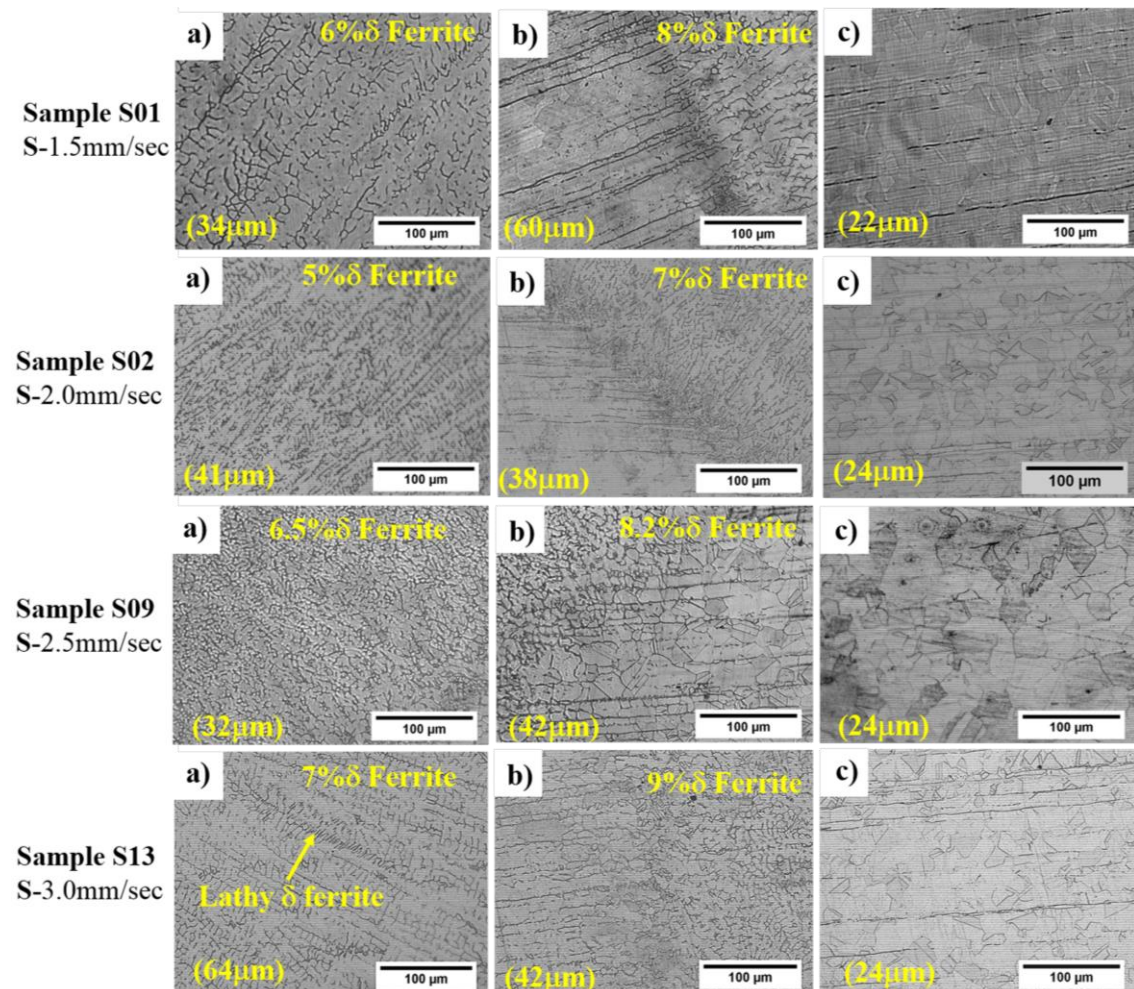 a)
6%δ Ferrite
b)
8%δ Ferrite
c)
Sample S01
S-1.5mm/sec
(34μm)
100 μm
(60μm)
100 μm
(22μm)
100 μm
a)
5%δ Ferrite
b)
7%δ Ferrite
c)
Sample S02
S-2.0mm/sec
(41μm)
100 μm
(38μm)
100 μm
(24μm)
100 μm
a)
6.5%δ Ferrite
b)
8.2%δ Ferrite
c)
Sample S09
S-2.5mm/sec
(32μm)
100 μm
(42μm)
100 μm
(24μm)
100 μm
a)
7%δ Ferrite
b)
9%δ Ferrite
c)
Sample S13
S-3.0mm/sec
Lathy δ ferrite
(64μm)
100 μm
(42μm)
100 μm
(24μm)
100 μm